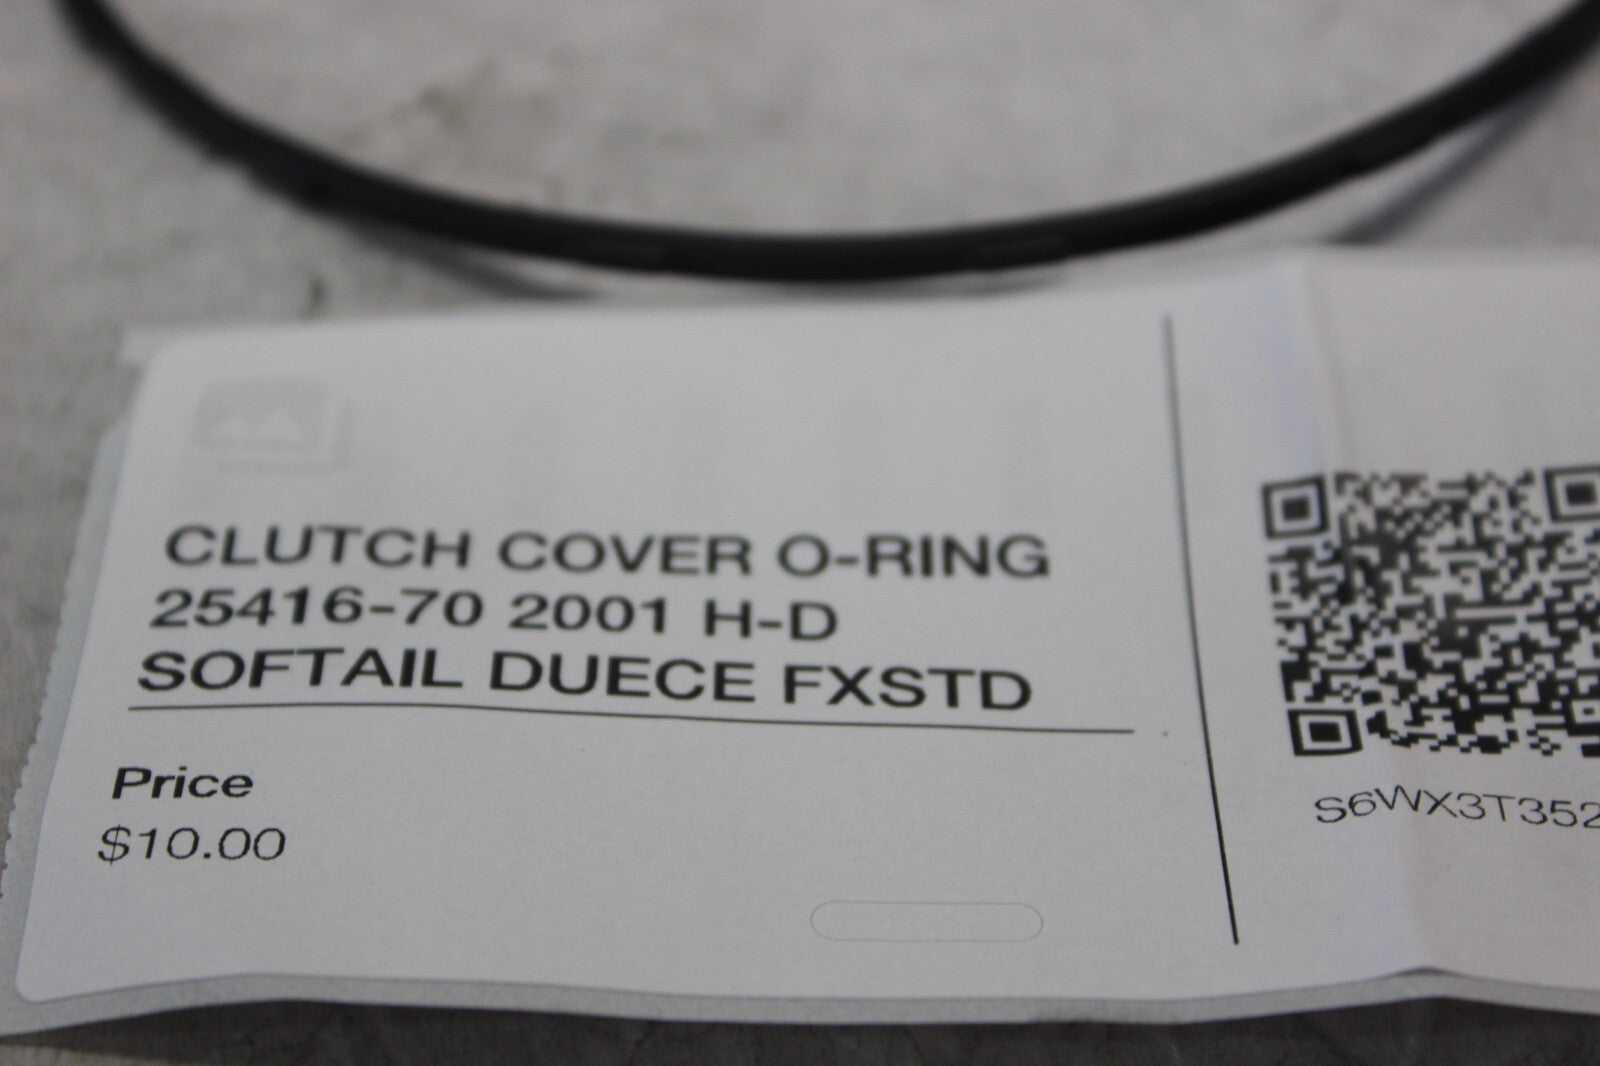 CLUTCH COVER O-RING
25416-70 2001 H-D
SOFTAIL DUECE FXSTD
Price
$10.00
S6WX3T352